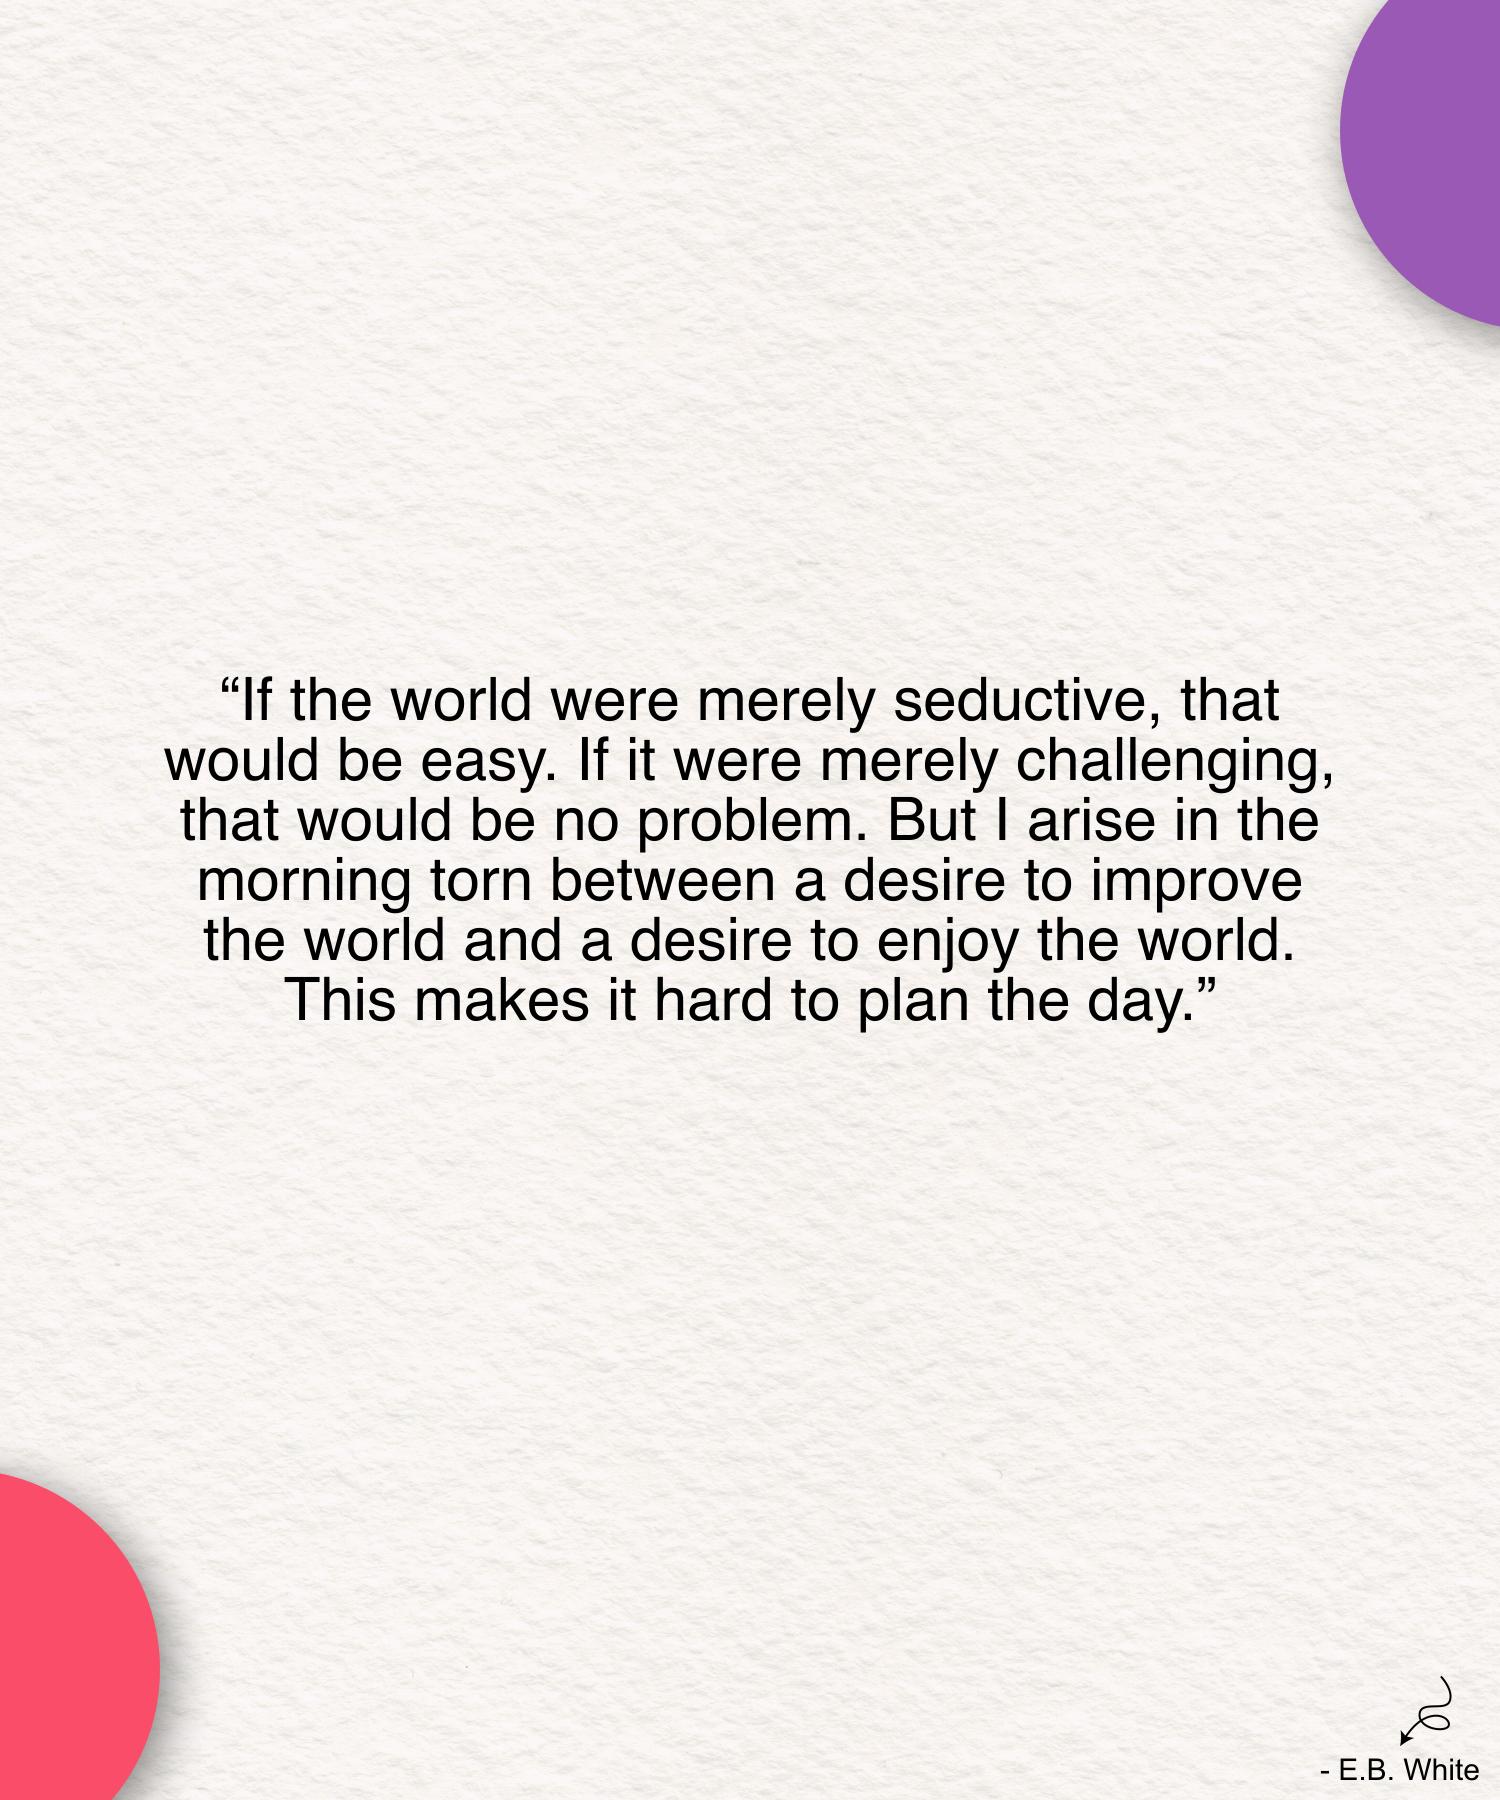 “If the world were merely seductive, that
would be easy. If it were merely challenging,
that would be no problem. But I arise in the
morning torn between a desire to improve
the world and a desire to enjoy the world.
This makes it hard to plan the day.”
- E.B. White